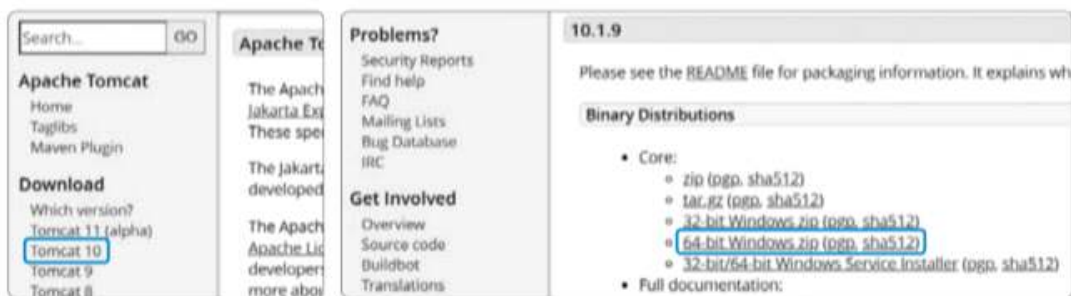 Search...
GO
Apache Tomcat
Home
Taglibs
Maven Plugin
Download
Which version?
Tomcat 11 (alpha)
Tomcat 10
Tomcat 9
Tomcat 8
Apache To
The Apach
Jakarta Exp
These spe
The Jakart
developed
The Apach
Apache Lic
developer
more abou
Problems?
Security Reports
Find help
FAQ
Mailing Lists
Bug Database
IRC
Get Involved
Overview
Source code
Buildbot
Translations
10.1.9
Please see the README file for packaging information. It explains wh
Binary Distributions
• Core:
zip (pgp, sha512)
tar.gz (pgp, sha512)
32-bit Windows zip (pgp, sha512)
64-bit Windows zip (pgp, sha512)
32-bit/64-bit Windows Service Installer (pgp, sha512)
• Full documentation: